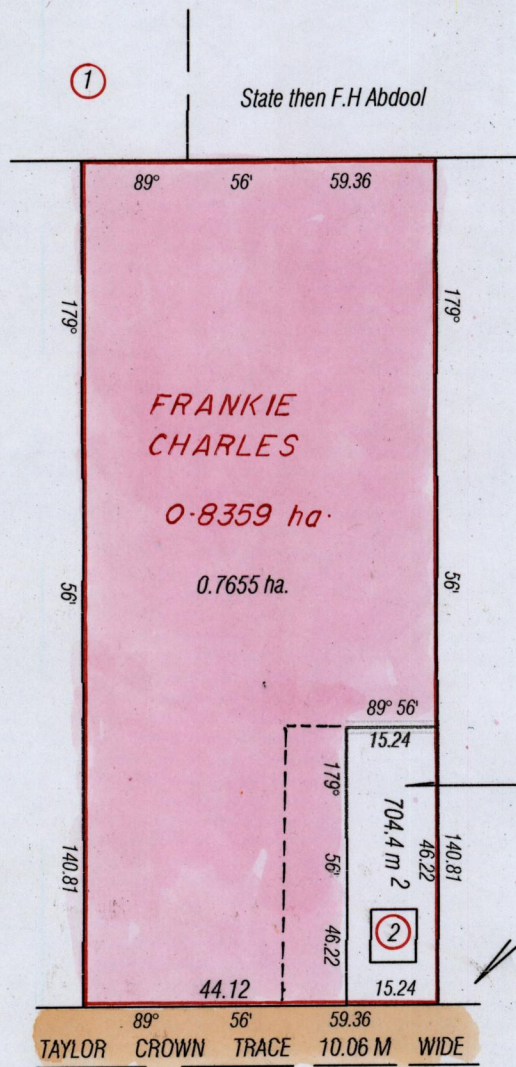 1
State then F.H Abdool
89° 56' 59.36
179°
179°
FRANKIE
CHARLES
0.8359 ha.
0.7655 ha.
56'
56'
89° 56'
15.24
179°
704.4 m 2
140.81
56'
46.22
140.81
46.22
2
44.12
15.24
89° 56' 59.36
TAYLOR CROWN TRACE 10.06 M WIDE